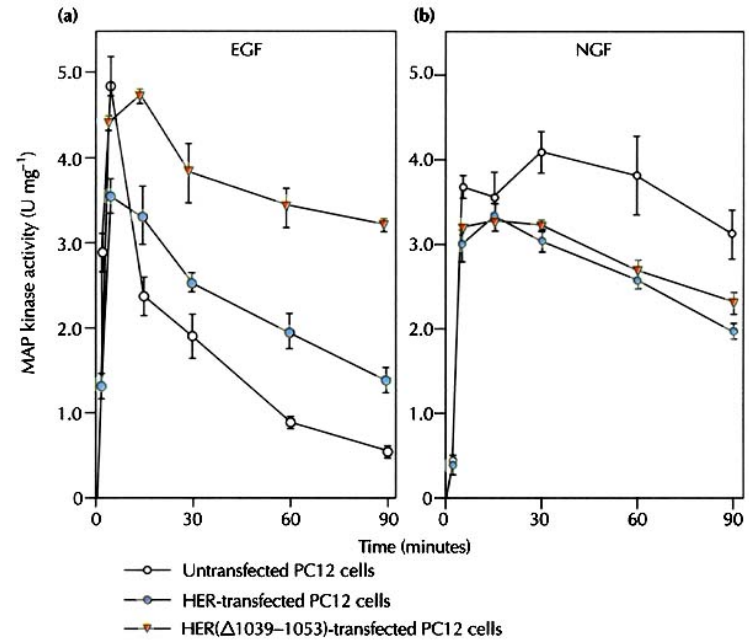 (a)
(b)
EGF
NGF
MAP kinase activity (U mg⁻¹)
5.0
4.0
3.0
2.0
1.0
0
5.0
4.0
3.0
2.0
1.0
0
0 30 60 90
0 30 60 90
Time (minutes)
Untransfected PC12 cells
HER-transfected PC12 cells
HER(Δ1039–1053)-transfected PC12 cells